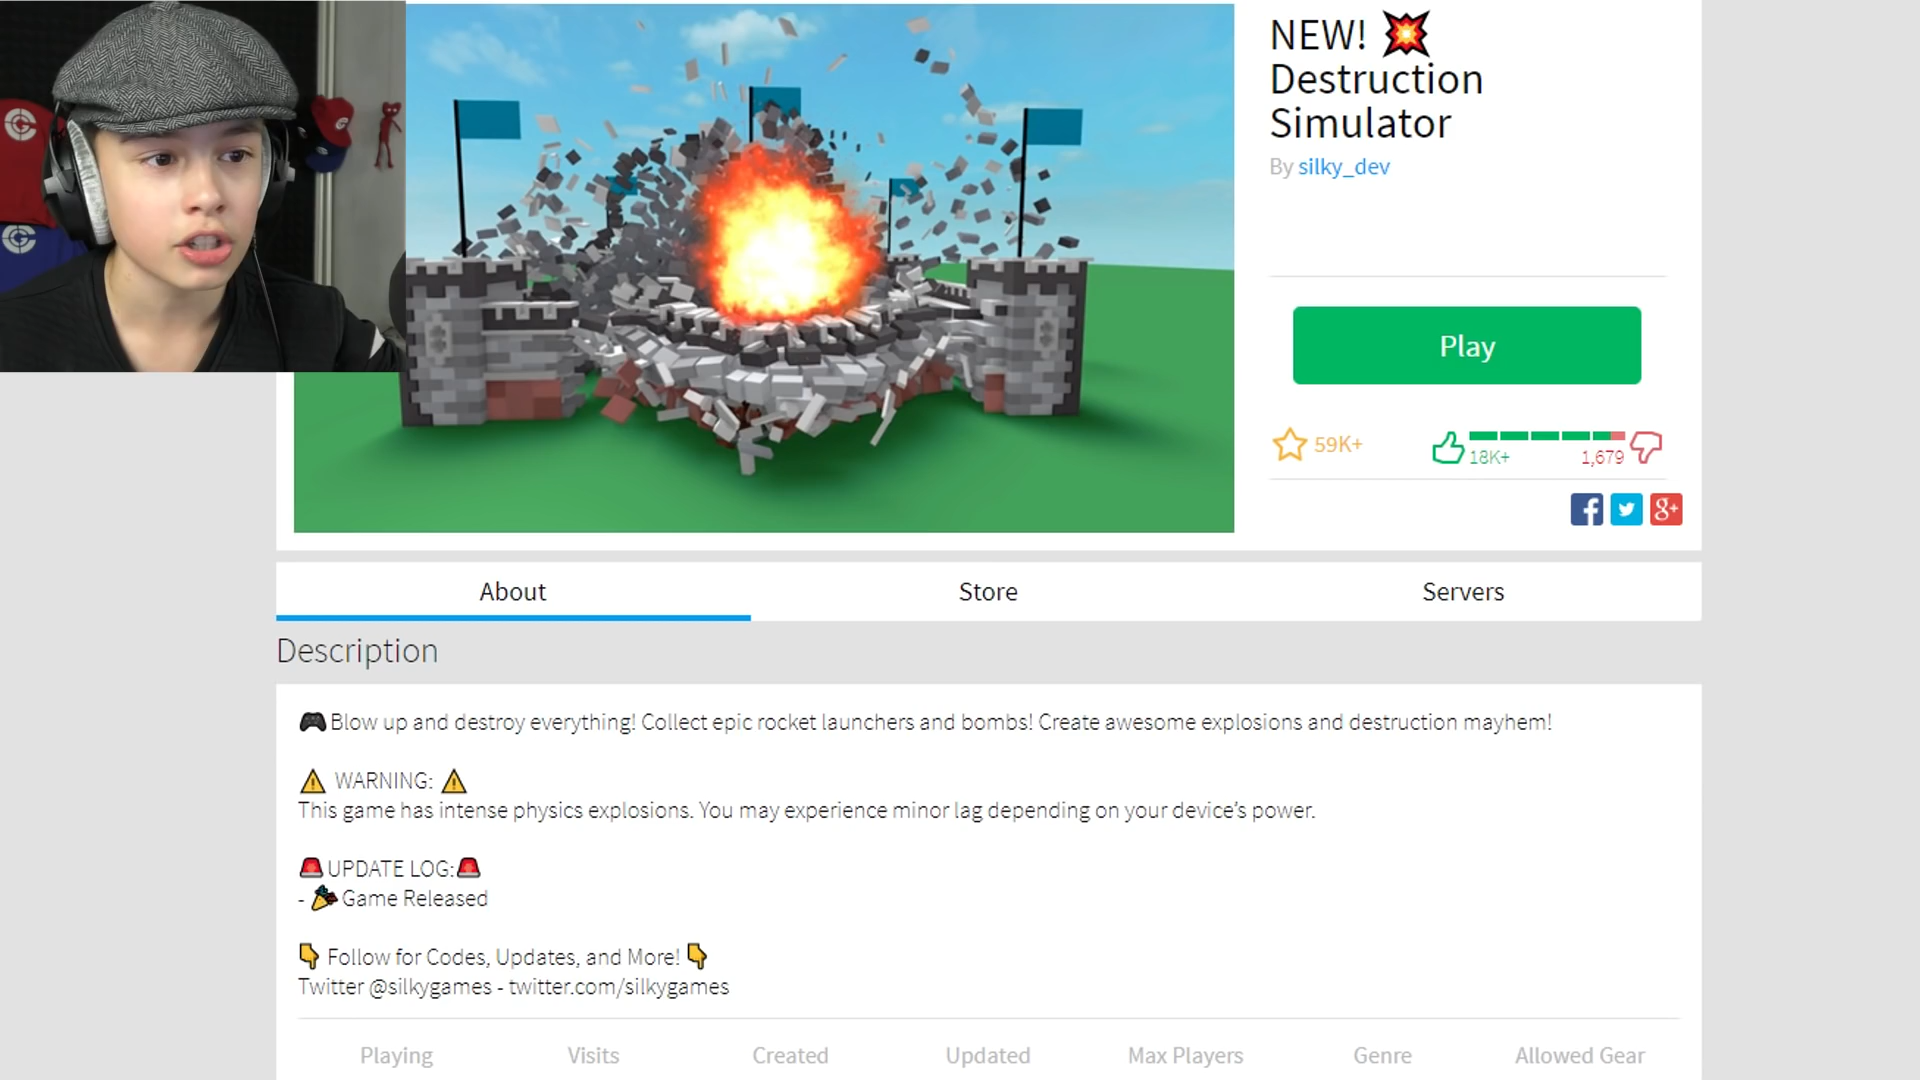 NEW! 💥
Destruction
Simulator
By silky_dev
Play
59K+
18K+
1,679
f
8+
About
Store
Servers
Description
🎮Blow up and destroy everything! Collect epic rocket launchers and bombs! Create awesome explosions and destruction mayhem!
⚠️ WARNING: ⚠️
This game has intense physics explosions. You may experience minor lag depending on your device’s power.
🚨UPDATE LOG:🚨
- 🎉Game Released
👇 Follow for Codes, Updates, and More! 👇
Twitter @silkygames - twitter.com/silkygames
Playing
Visits
Created
Updated
Max Players
Genre
Allowed Gear